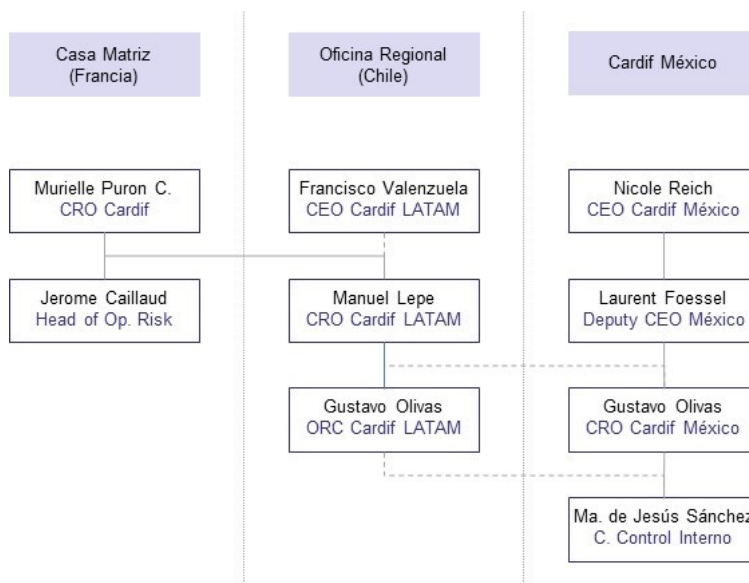 Casa Matriz
(Francia)
Oficina Regional
(Chile)
Cardif México
Murielle Puron C.
CRO Cardif
Francisco Valenzuela
CEO Cardif LATAM
Nicole Reich
CEO Cardif México
Jerome Caillaud
Head of Op. Risk
Manuel Lepe
CRO Cardif LATAM
Laurent Foessel
Deputy CEO México
Gustavo Olivas
ORC Cardif LATAM
Gustavo Olivas
CRO Cardif México
Ma. de Jesús Sánchez
C. Control Interno